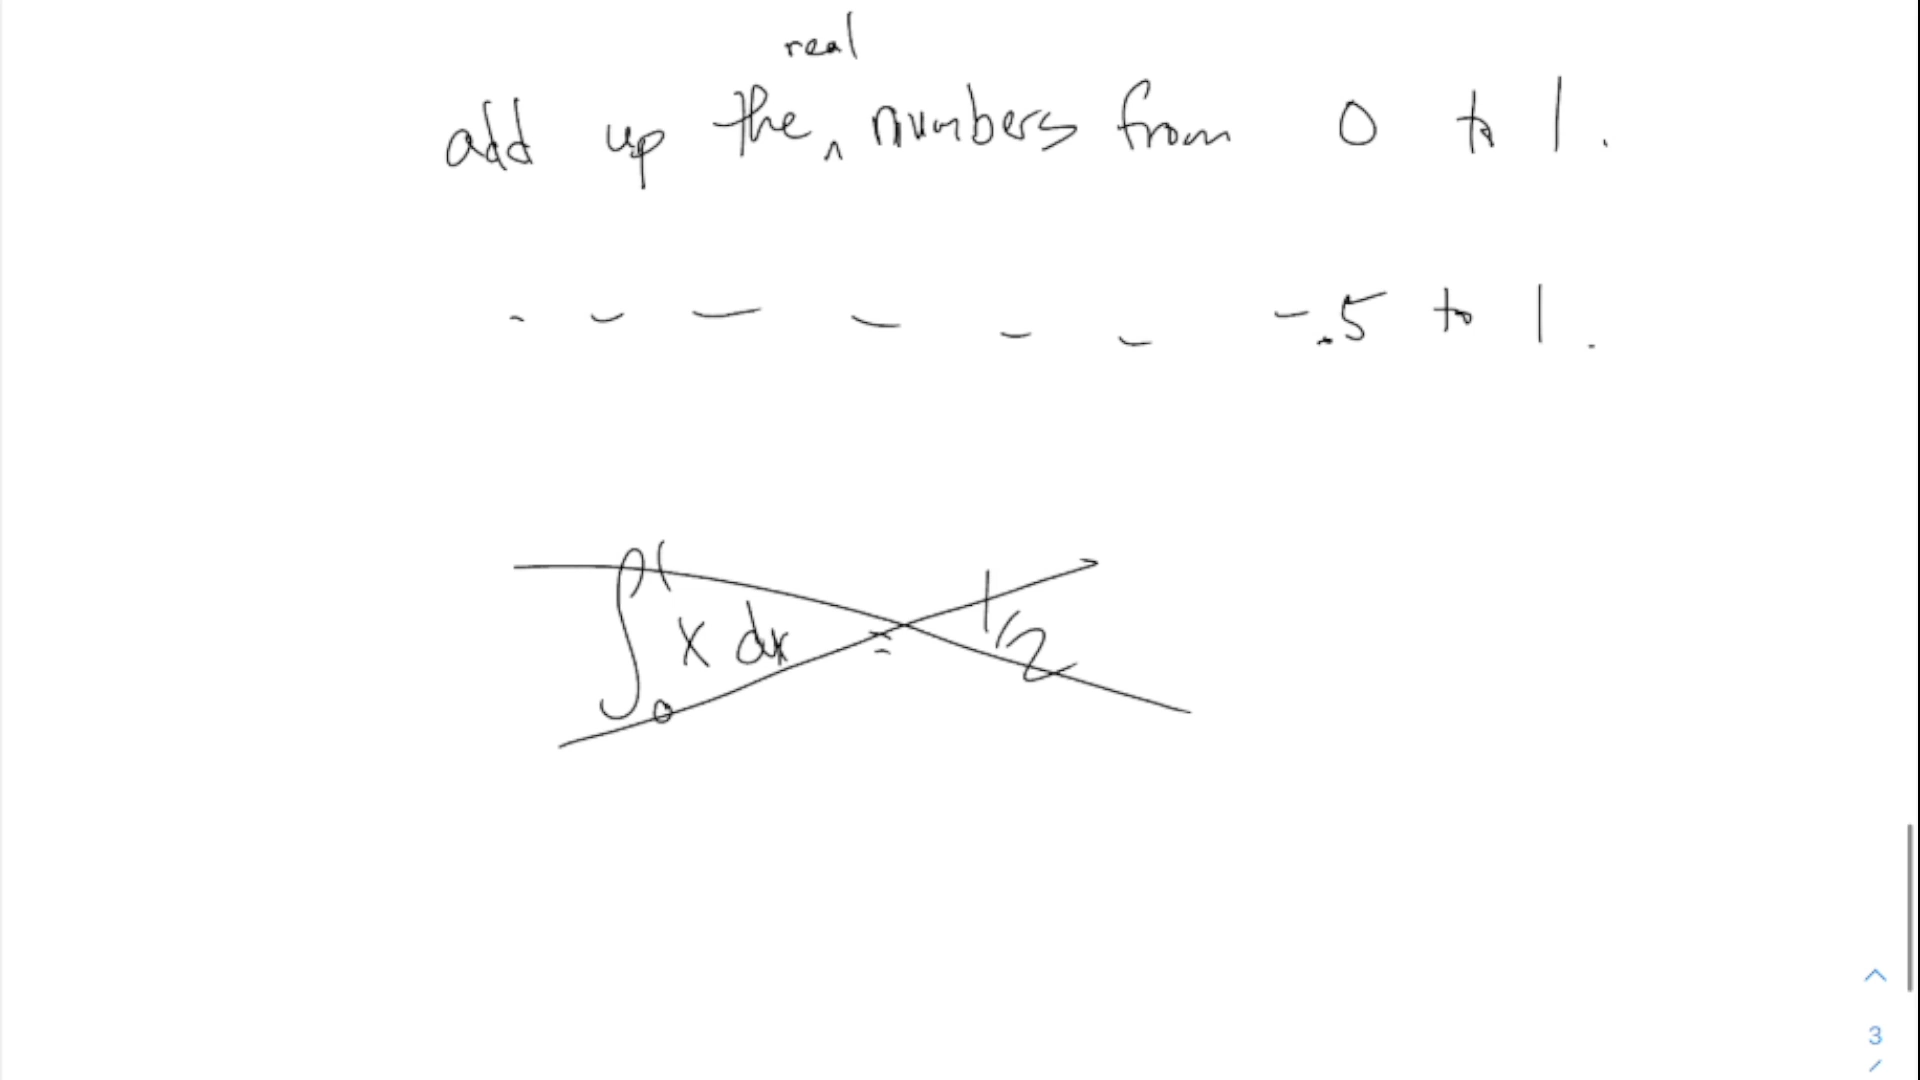 add up the real numbers from 0 to 1.
- - - - - - -.5 to 1.
∫₀¹ x dx = 1/2
3